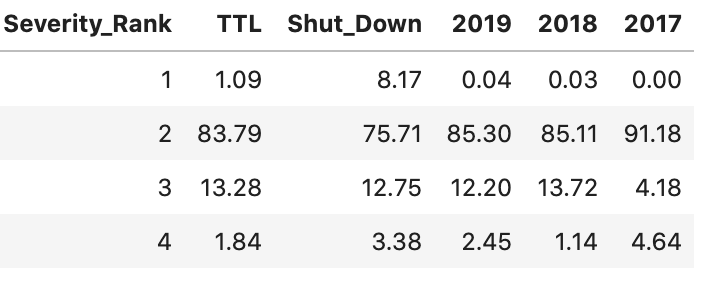 Severity_Rank TTL Shut_Down 2019 2018 2017
1 1.09 8.17 0.04 0.03 0.00
2 83.79 75.71 85.30 85.11 91.18
3 13.28 12.75 12.20 13.72 4.18
4 1.84 3.38 2.45 1.14 4.64